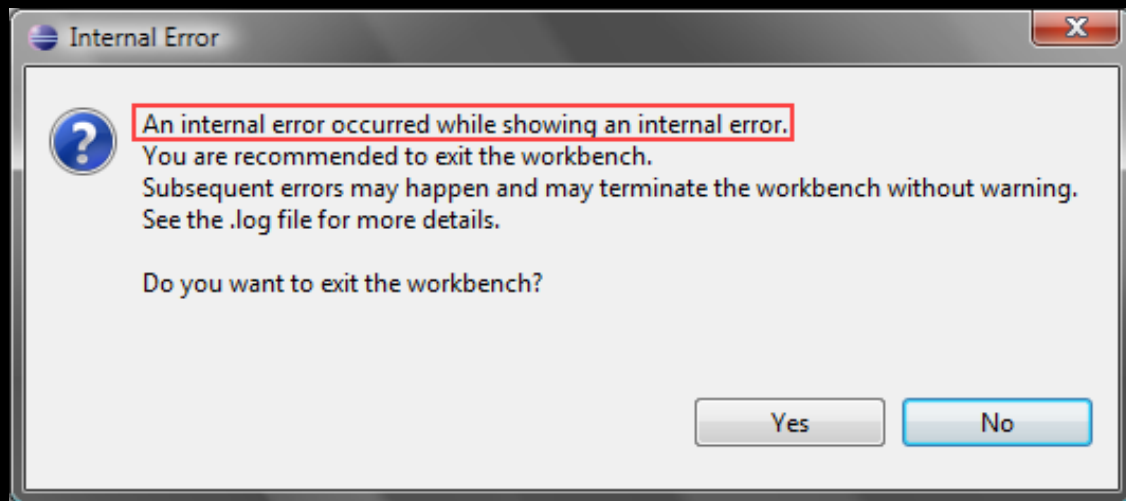 Internal Error
An internal error occurred while showing an internal error.
You are recommended to exit the workbench.
Subsequent errors may happen and may terminate the workbench without warning.
See the .log file for more details.
Do you want to exit the workbench?
Yes No